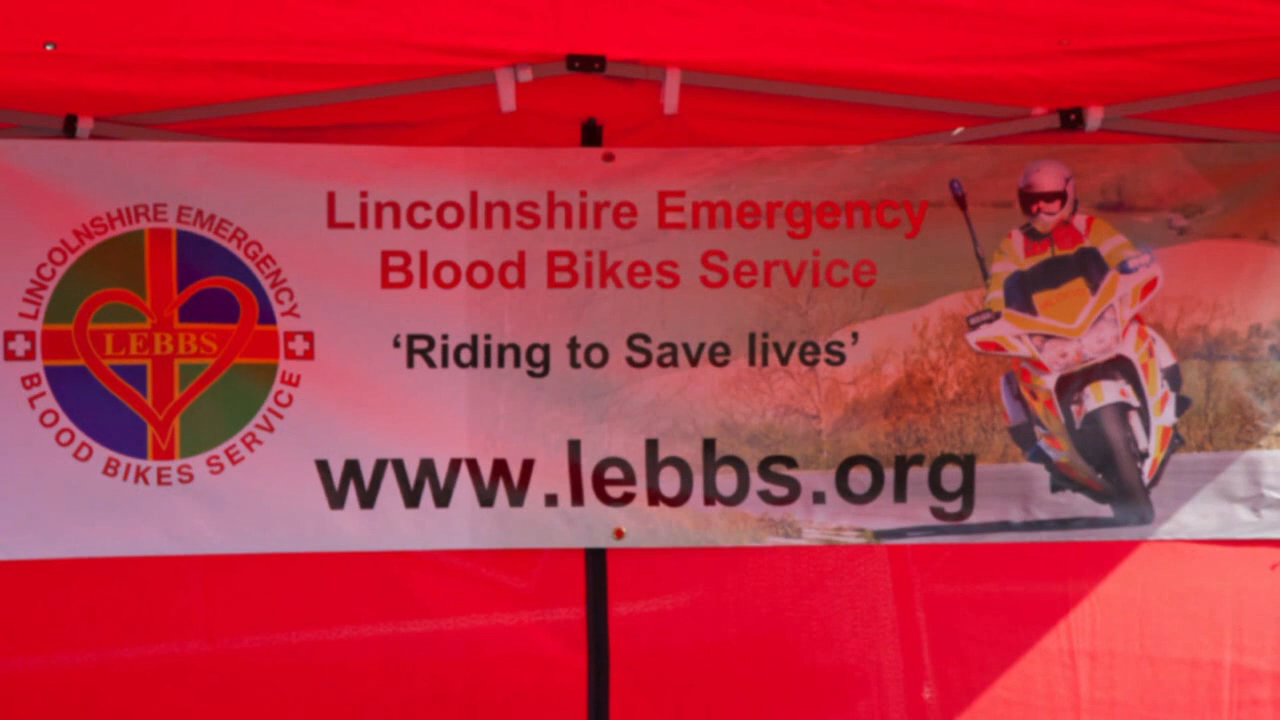 LINCOLNSHIRE EMERGENCY
LEBBS
BLOOD BIKES SERVICE
Lincolnshire Emergency
Blood Bikes Service
‘Riding to Save lives’
www.lebbs.org